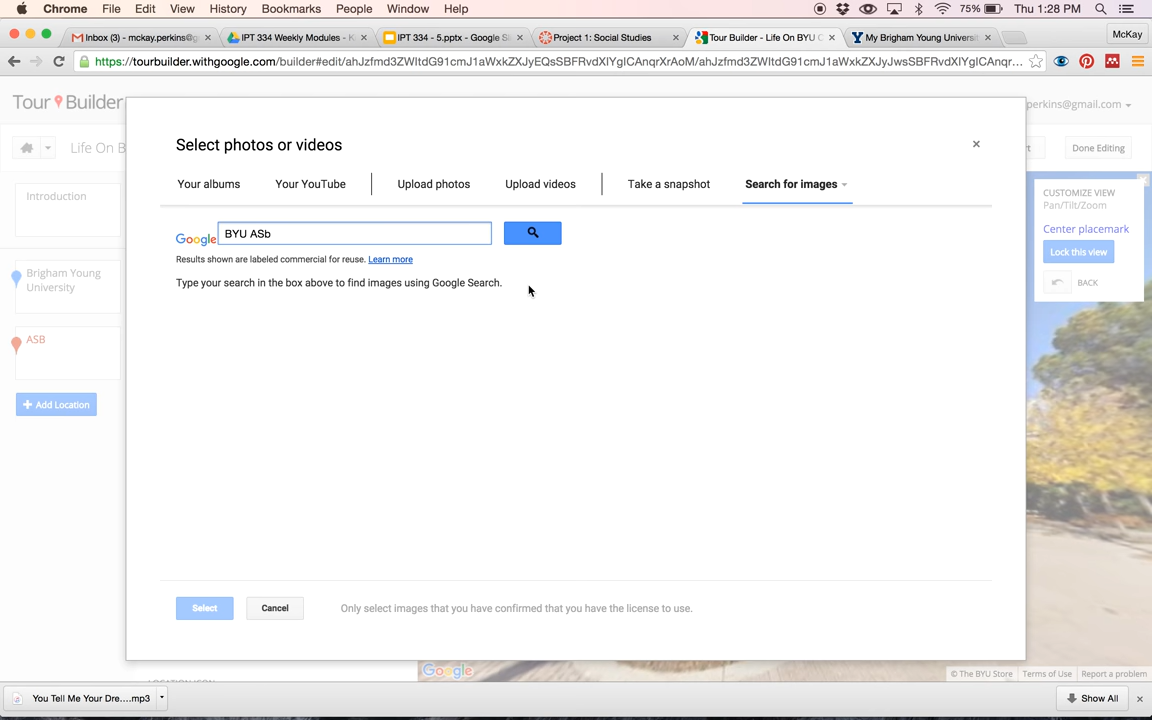 Chrome File Edit View History Bookmarks People Window Help 75% Thu 1:28 PM
Inbox (3) - mckay.perkins@g IPT 334 Weekly Modules - IPT 334 - 5.pptx - Google Project 1: Social Studies Tour Builder - Life On BYU C My Brigham Young Universit McKay
https://tourbuilder.withgoogle.com/builder#edit/
Tour Builder perkins@gmail.com
Life On B Done Editing
Select photos or videos
Your albums Your YouTube Upload photos Upload videos Take a snapshot Search for images
Google BYU ASb
Results shown are labeled commercial for reuse. Learn more
Type your search in the box above to find images using Google Search.
Introduction
Brigham Young
University
ASB
Add Location
CUSTOMIZE VIEW
Pan/Tilt/Zoom
Center placemark
Lock this view
BACK
Select Cancel Only select images that you have confirmed that you have the license to use.
Google © The BYU Store Terms of Use Report a problem
You Tell Me Your Dre....mp3 Show All